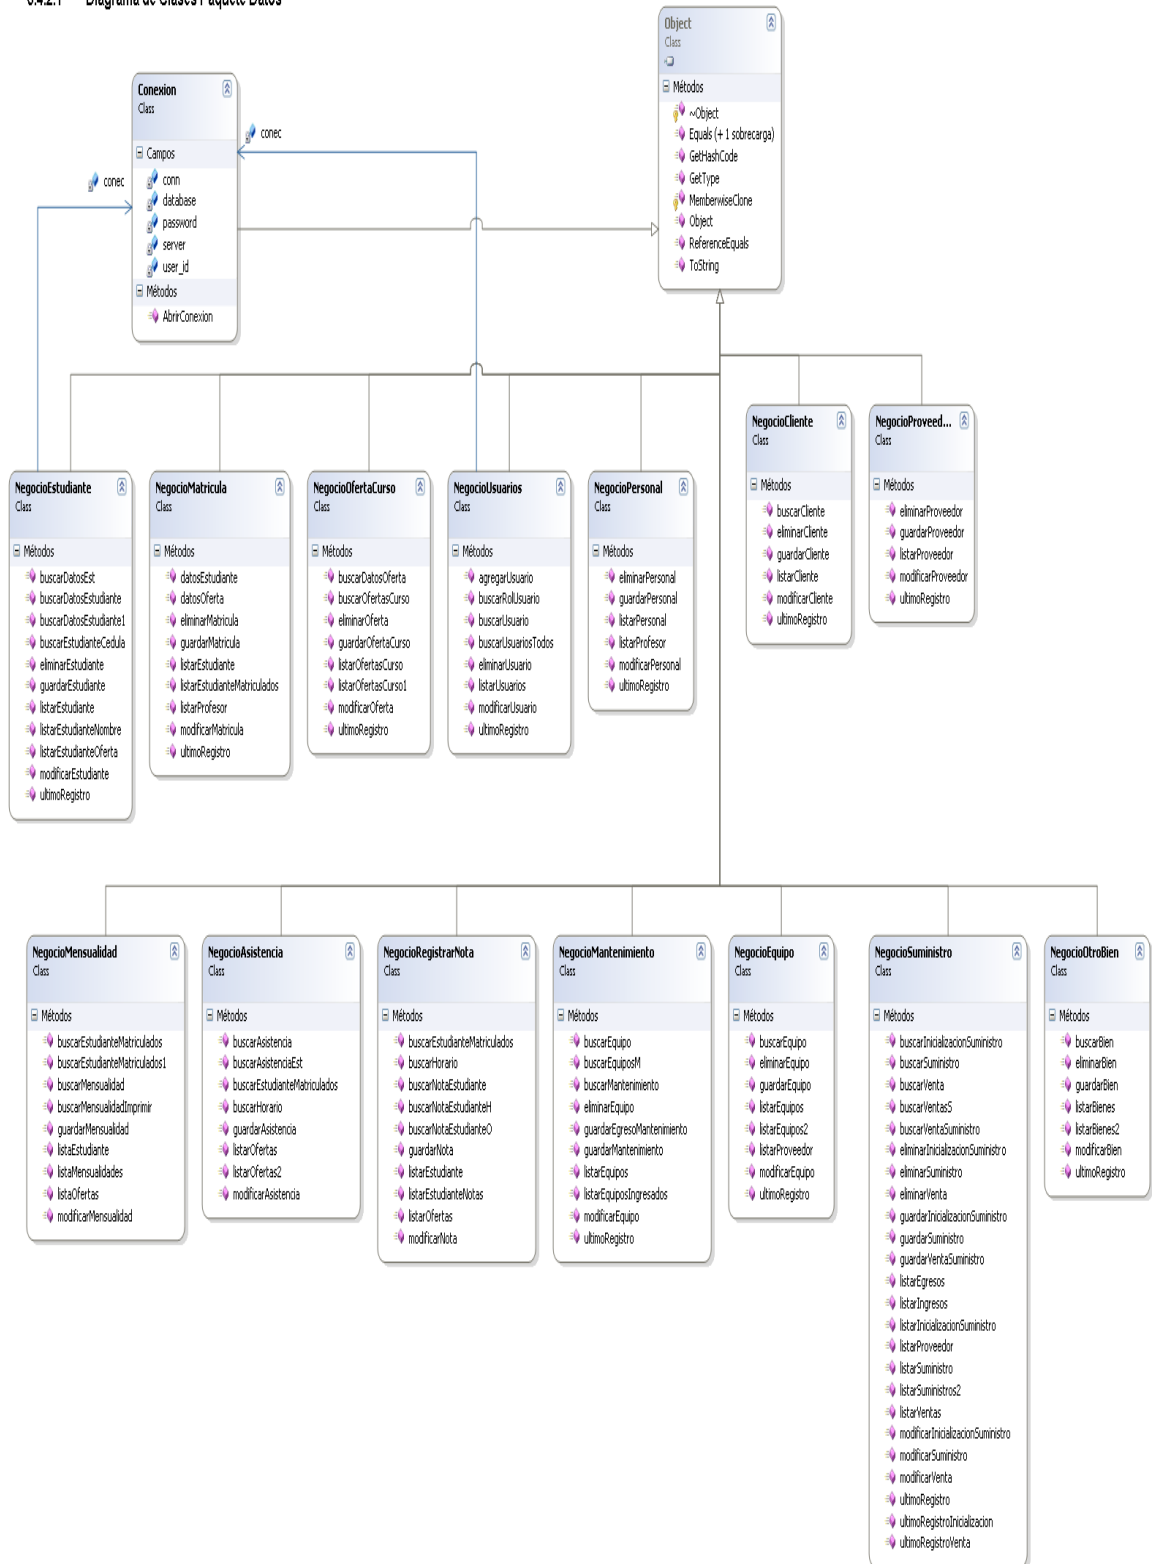 6.4.2.1 Diagrama de Clases Paquete Datos
Object
Class
Métodos
~Object
Equals (+ 1 sobrecarga)
GetHashCode
GetType
MemberwiseClone
Object
ReferenceEquals
ToString
Conexion
Class
Campos
conn
database
password
server
user_id
Métodos
AbrirConexion
conec
conec
NegocioCliente
Class
Métodos
buscarCliente
eliminarCliente
guardarCliente
listarCliente
modificarCliente
ultimoRegistro
NegocioProveed...
Class
Métodos
eliminarProveedor
guardarProveedor
listarProveedor
modificarProveedor
ultimoRegistro
NegocioEstudiante
Class
Métodos
buscarDatosEst
buscarDatosEstudiante
buscarDatosEstudiante1
buscarEstudianteCedula
eliminarEstudiante
guardarEstudiante
listarEstudiante
listarEstudianteNombre
listarEstudianteOferta
modificarEstudiante
ultimoRegistro
NegocioMatricula
Class
Métodos
datosEstudiante
datosOferta
eliminarMatricula
guardarMatricula
listarEstudiante
listarEstudianteMatriculados
listarProfesor
modificarMatricula
ultimoRegistro
NegocioOfertaCurso
Class
Métodos
buscarDatosOferta
buscarOfertasCurso
eliminarOferta
guardarOfertaCurso
listarOfertasCurso
listarOfertasCurso1
modificarOferta
ultimoRegistro
NegocioUsuarios
Class
Métodos
agregarUsuario
buscarRolUsuario
buscarUsuario
buscarUsuariosTodos
eliminarUsuario
listarUsuarios
modificarUsuario
ultimoRegistro
NegocioPersonal
Class
Métodos
eliminarPersonal
guardarPersonal
listarPersonal
listarProfesor
modificarPersonal
ultimoRegistro
NegocioMensualidad
Class
Métodos
buscarEstudianteMatriculados
buscarEstudianteMatriculados1
buscarMensualidad
buscarMensualidadImprimir
guardarMensualidad
listaEstudiante
listaMensualidades
listaOfertas
modificarMensualidad
NegocioAsistencia
Class
Métodos
buscarAsistencia
buscarAsistenciaEst
buscarEstudianteMatriculados
buscarHorario
guardarAsistencia
listarOfertas
listarOfertas2
modificarAsistencia
NegocioRegistrarNota
Class
Métodos
buscarEstudianteMatriculados
buscarHorario
buscarNotaEstudiante
buscarNotaEstudianteH
buscarNotaEstudianteO
guardarNota
listarEstudiante
listarEstudianteNotas
listarOfertas
modificarNota
NegocioMantenimiento
Class
Métodos
buscarEquipo
buscarEquiposM
buscarMantenimiento
eliminarEquipo
guardarEgresoMantenimiento
guardarMantenimiento
listarEquipos
listarEquiposIngresados
modificarEquipo
ultimoRegistro
NegocioEquipo
Class
Métodos
buscarEquipo
eliminarEquipo
guardarEquipo
listarEquipos
listarEquipos2
listarProveedor
modificarEquipo
ultimoRegistro
NegocioSuministro
Class
Métodos
buscarInicializacionSuministro
buscarSuministro
buscarVenta
buscarVentasS
buscarVentaSuministro
eliminarInicializacionSuministro
eliminarSuministro
eliminarVenta
guardarInicializacionSuministro
guardarSuministro
guardarVentaSuministro
listarEgresos
listarIngresos
listarInicializacionSuministro
listarProveedor
listarSuministro
listarSuministros2
listarVentas
modificarInicializacionSuministro
modificarSuministro
modificarVenta
ultimoRegistro
ultimoRegistroInicializacion
ultimoRegistroVenta
NegocioOtroBien
Class
Métodos
buscarBien
eliminarBien
guardarBien
listarBienes
listarBienes2
modificarBien
ultimoRegistro